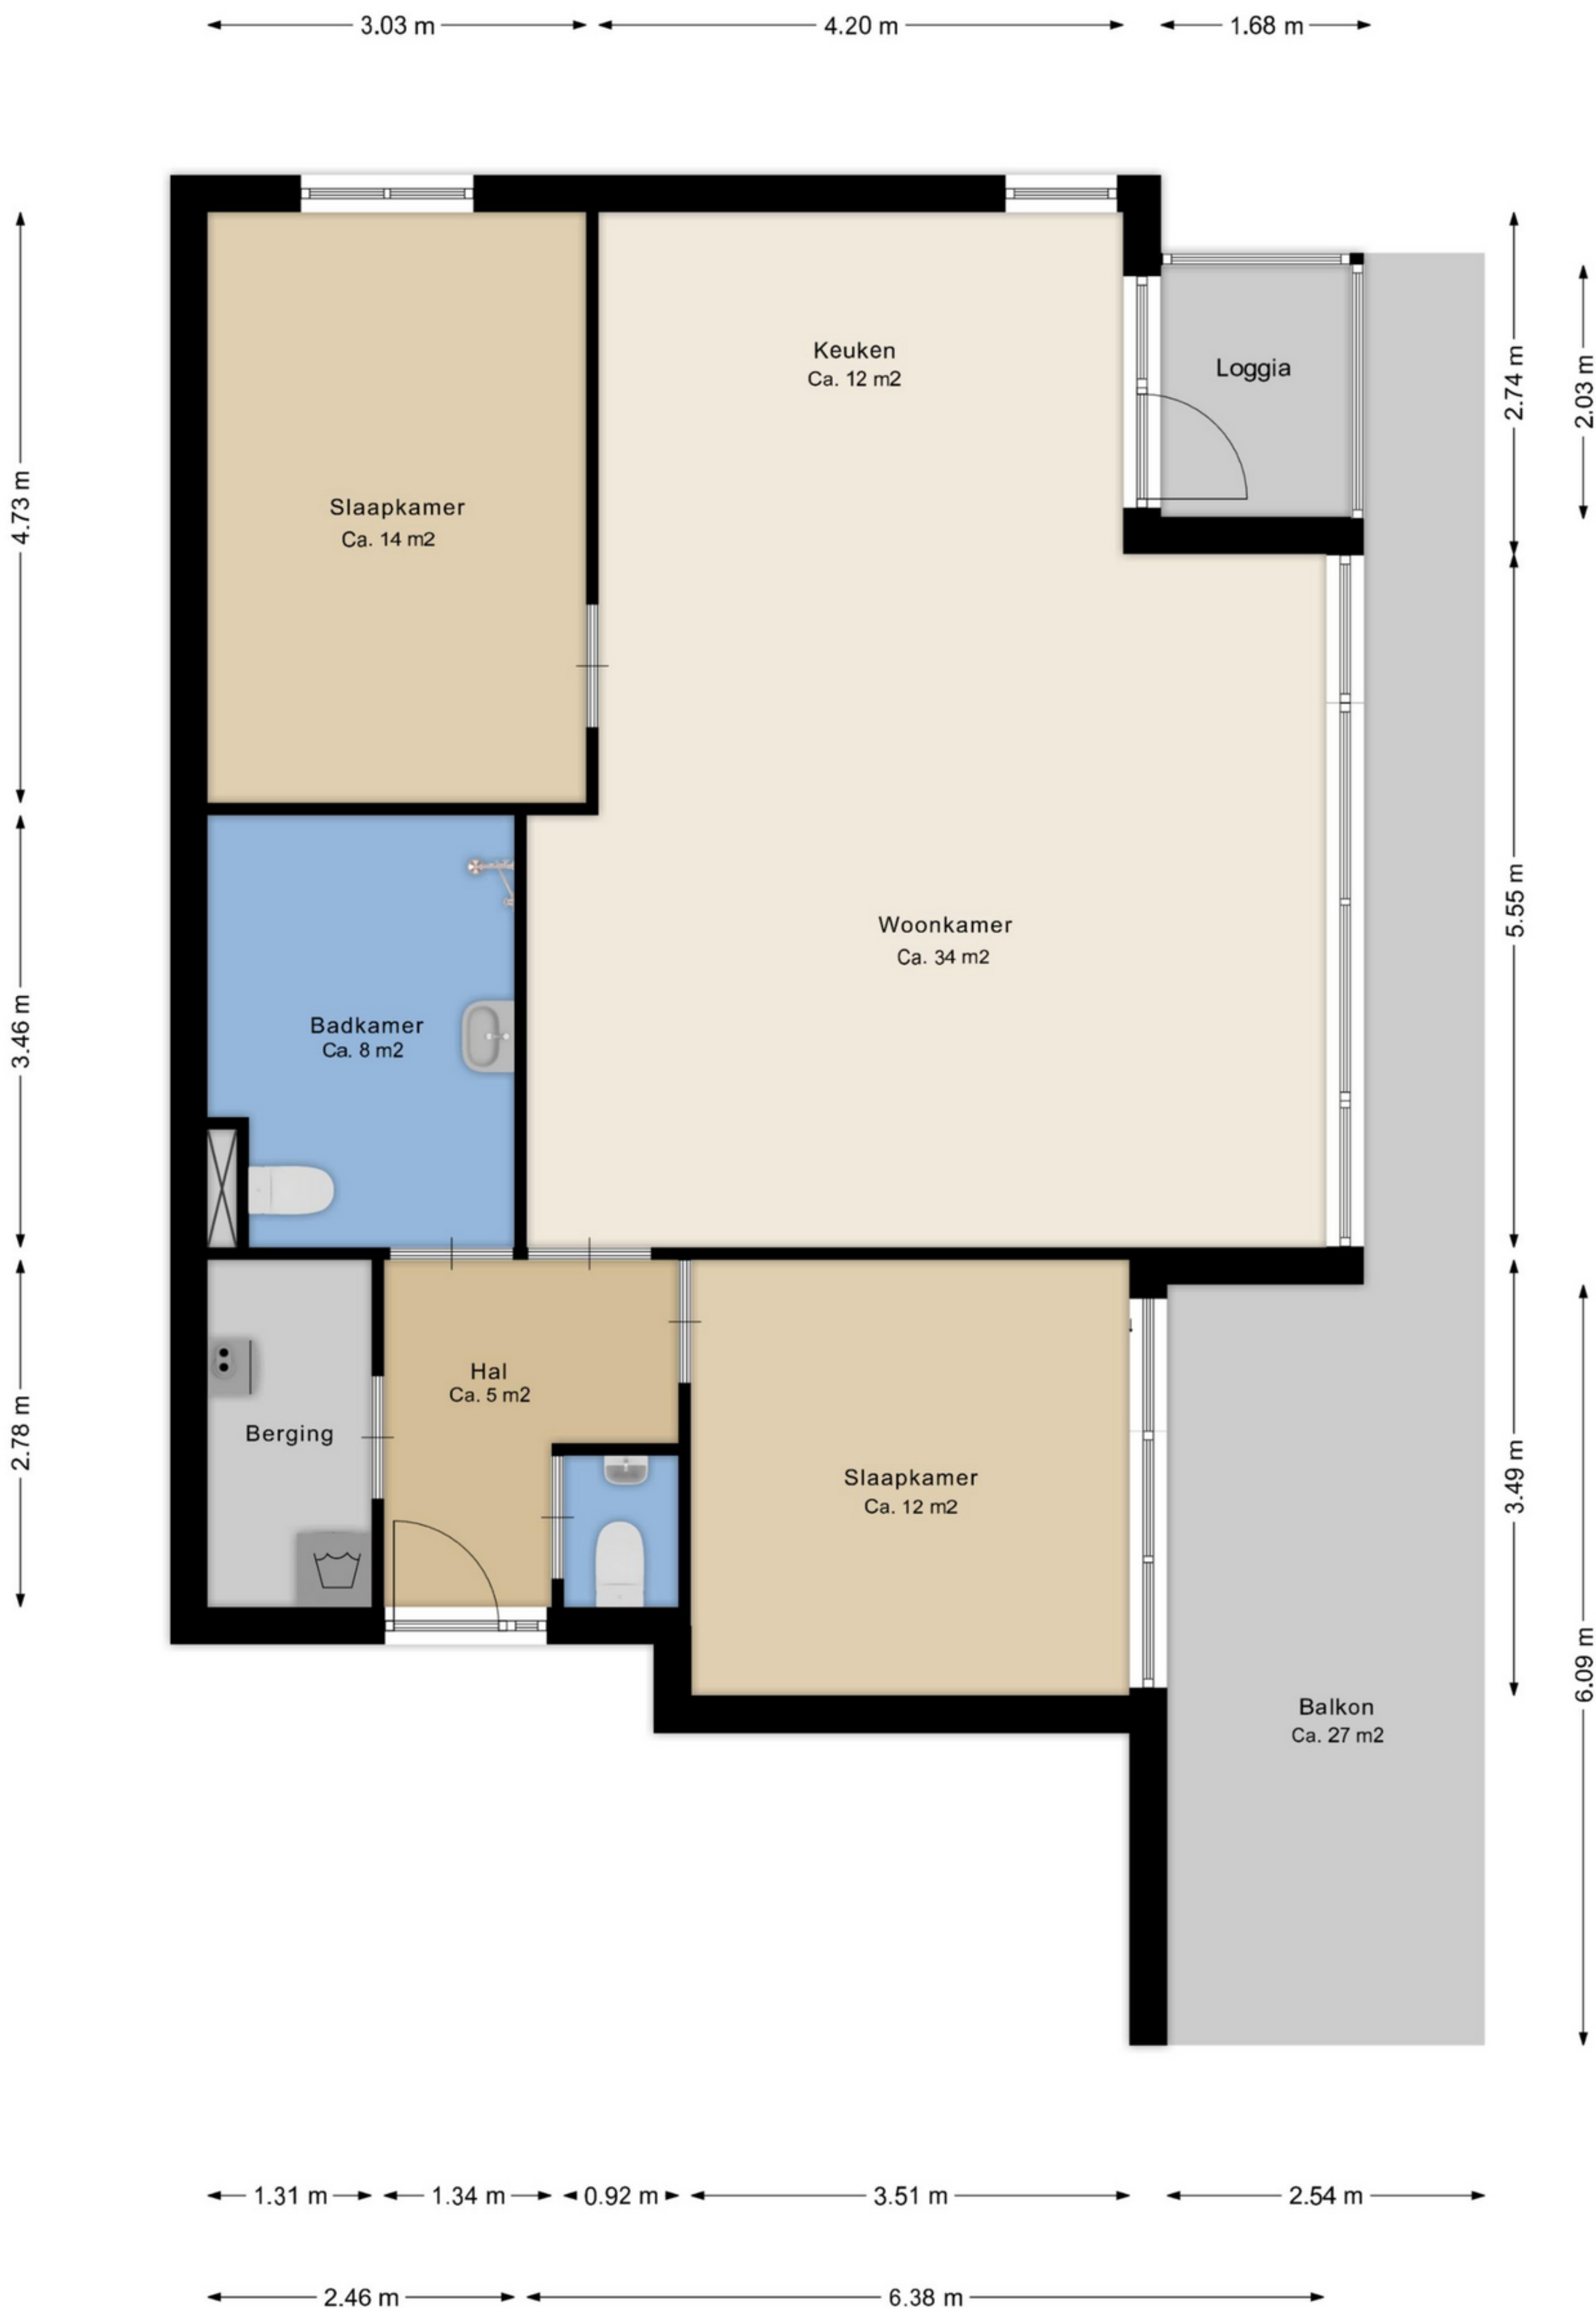 3.03 m
4.20 m
1.68 m
Keuken
Ca. 12 m2
Loggia
2.74 m
2.03 m
4.73 m
Slaapkamer
Ca. 14 m2
Woonkamer
Ca. 34 m2
5.55 m
3.46 m
Badkamer
Ca. 8 m2
Hal
Ca. 5 m2
Berging
2.78 m
Slaapkamer
Ca. 12 m2
3.49 m
6.09 m
Balkon
Ca. 27 m2
1.31 m
1.34 m
0.92 m
3.51 m
2.54 m
2.46 m
6.38 m